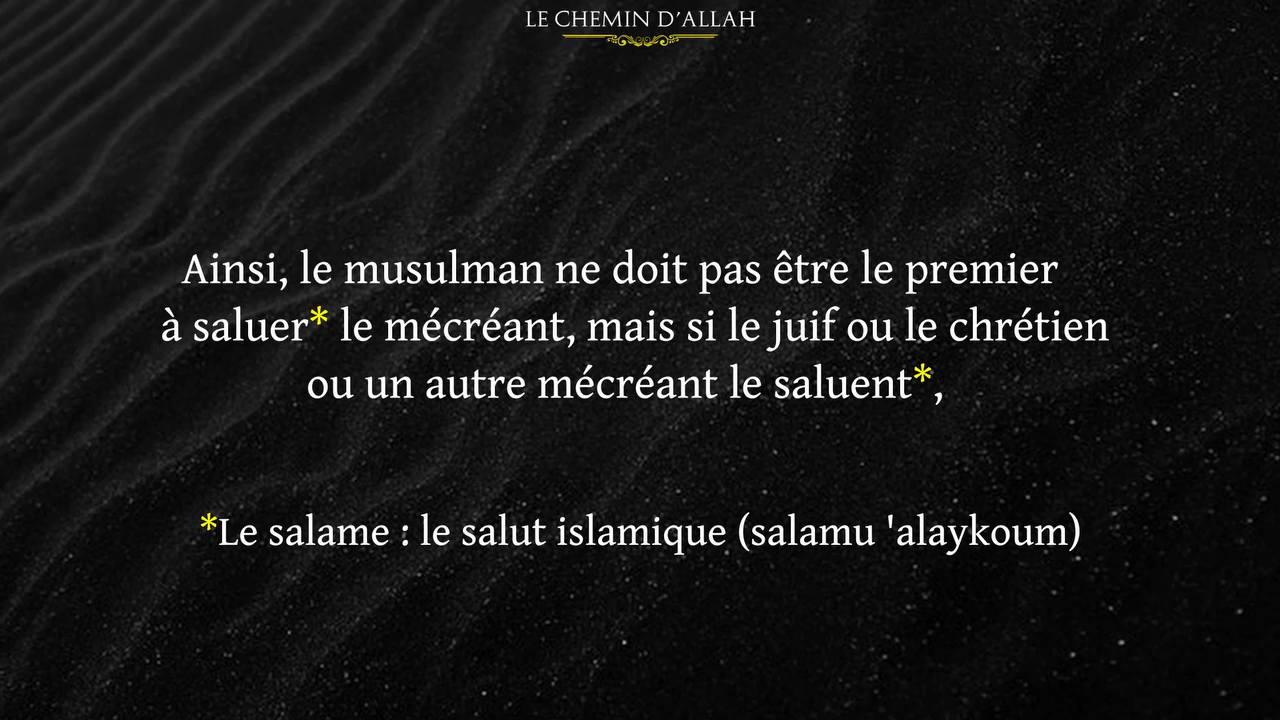 LE CHEMIN D'ALLAH
Ainsi, le musulman ne doit pas être le premier
à saluer* le mécréant, mais si le juif ou le chrétien
ou un autre mécréant le saluent*,
*Le salame : le salut islamique (salamu 'alaykoum)